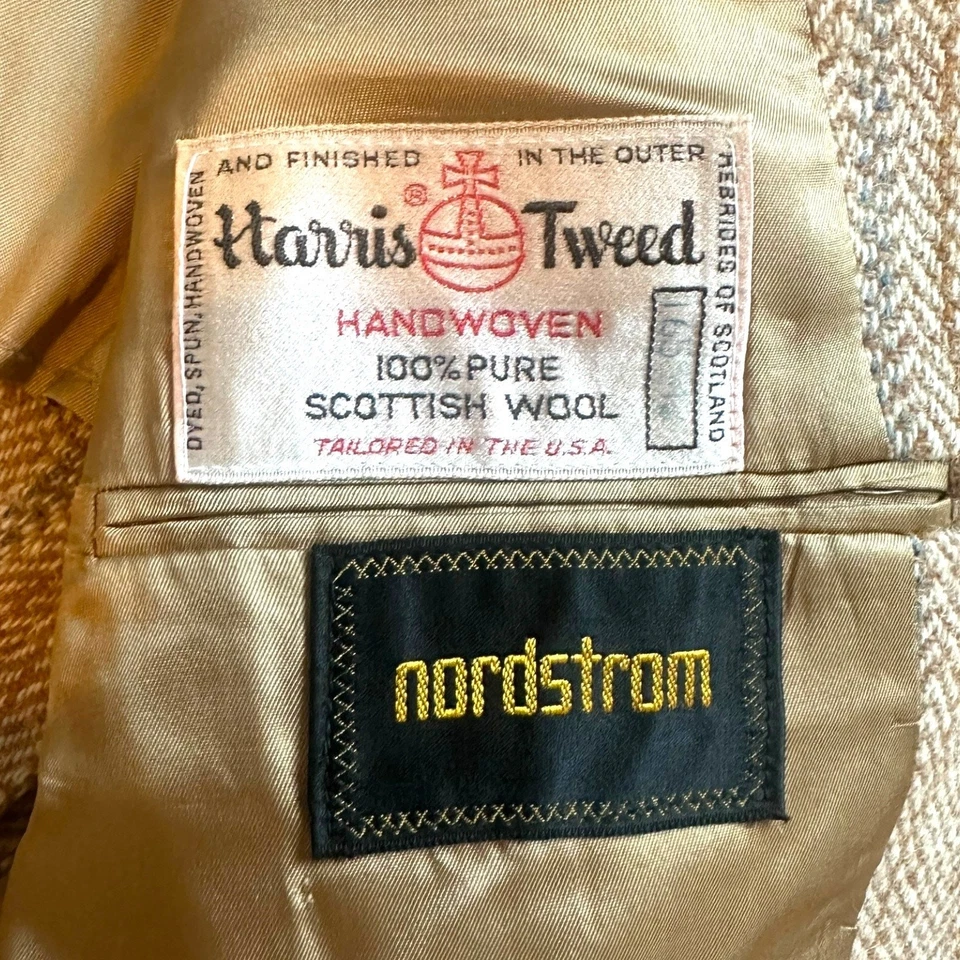 DYED, SPUN, HANDWOVEN
AND FINISHED IN THE OUTER
HEBRIDES OF SCOTLAND
Harris ® Tweed
HANDWOVEN
100% PURE
SCOTTISH WOOL
TAILORED IN THE U.S.A.
nordstrom